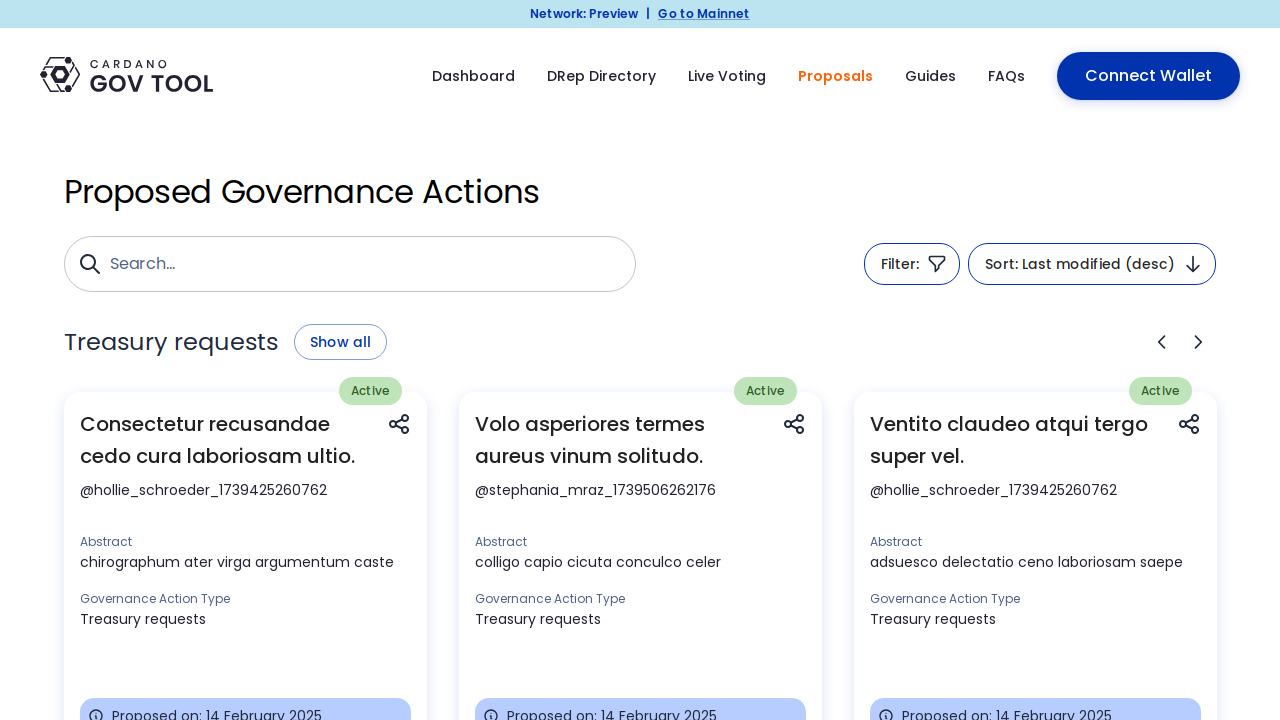 Network: Preview | Go to Mainnet
CARDANO
GOV TOOL
Dashboard DRep Directory Live Voting Proposals Guides FAQs Connect Wallet
Proposed Governance Actions
Search...
Filter: Sort: Last modified (desc)
Treasury requests Show all
Active
Consectetur recusandae
cedo cura laboriosam ultio.
@hollie_schroeder_1739425260762
Abstract
chirographum ater virga argumentum caste
Governance Action Type
Treasury requests
Proposed on: 14 February 2025
Active
Volo asperiores termes
aureus vinum solitudo.
@stephania_mraz_1739506262176
Abstract
colligo capio cicuta conculco celer
Governance Action Type
Treasury requests
Proposed on: 14 February 2025
Active
Ventito claudeo atqui tergo
super vel.
@hollie_schroeder_1739425260762
Abstract
adsuesco delectatio ceno laboriosam saepe
Governance Action Type
Treasury requests
Proposed on: 14 February 2025